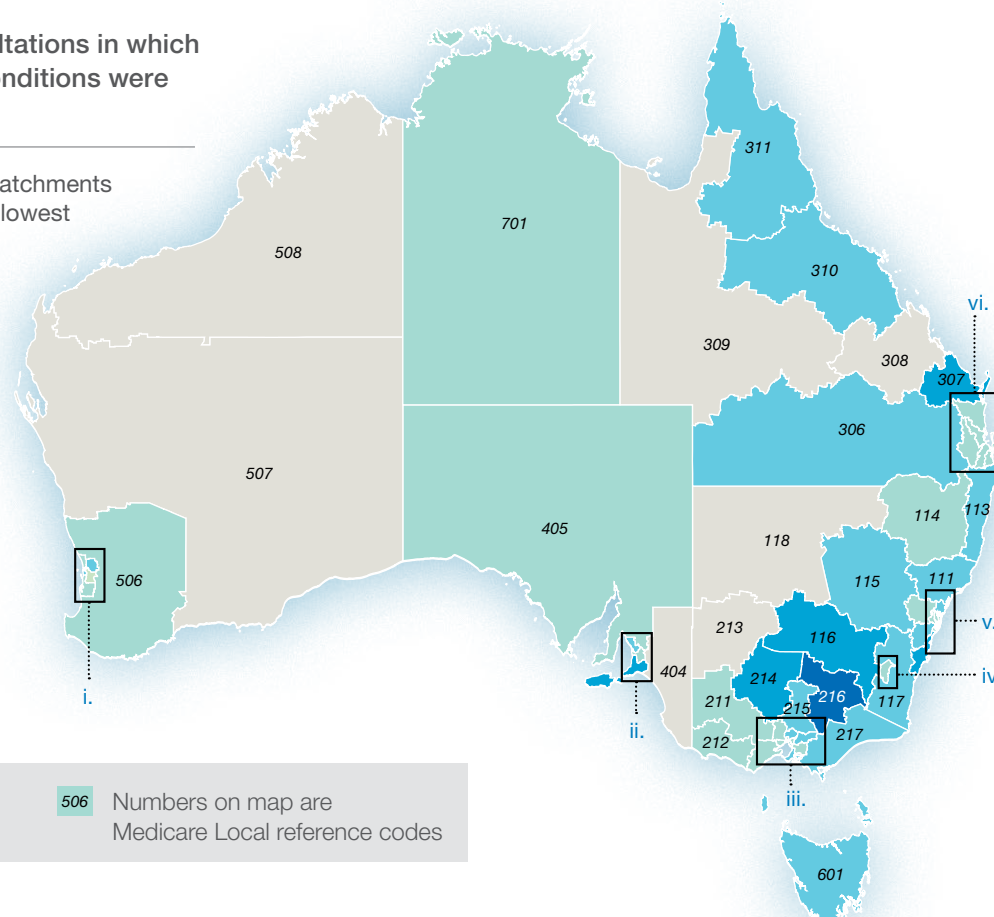 ltations in which
onditions were
atchments
lowest
311
701
508
310
vi.
309
308
307
306
507
114
113
405
118
506
115
111
213
116
v.
404
214
iv
i.
211
216
117
215
ii.
212
217
iii.
506 Numbers on map are
Medicare Local reference codes
601